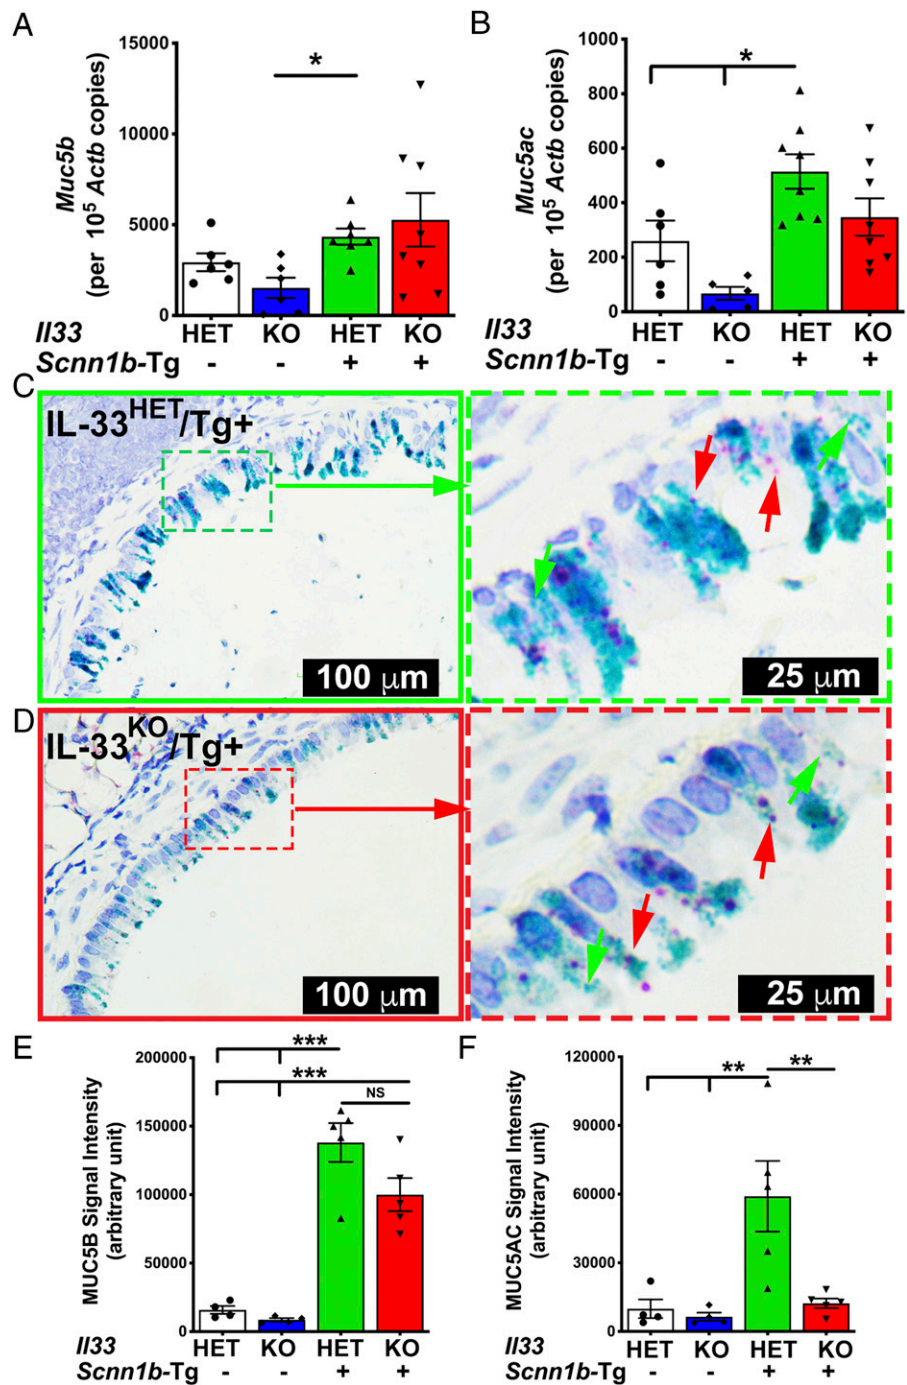 A
Muc5b
(per 10⁵ Actb copies)
15000
10000
5000
0
*
HET KO HET KO
Il33
Scnn1b-Tg - - + +
B
Muc5ac
(per 10⁵ Actb copies)
1000
800
600
400
200
0
*
HET KO HET KO
Il33
Scnn1b-Tg - - + +
C
IL-33HET/Tg+
100 μm
25 μm
D
IL-33KO/Tg+
100 μm
25 μm
E
MUC5B Signal Intensity
(arbitrary unit)
200000
150000
100000
50000
0
***
***
NS
HET KO HET KO
Il33
Scnn1b-Tg - - + +
F
MUC5AC Signal Intensity
(arbitrary unit)
120000
90000
60000
30000
0
**
**
HET KO HET KO
Il33
Scnn1b-Tg - - + +